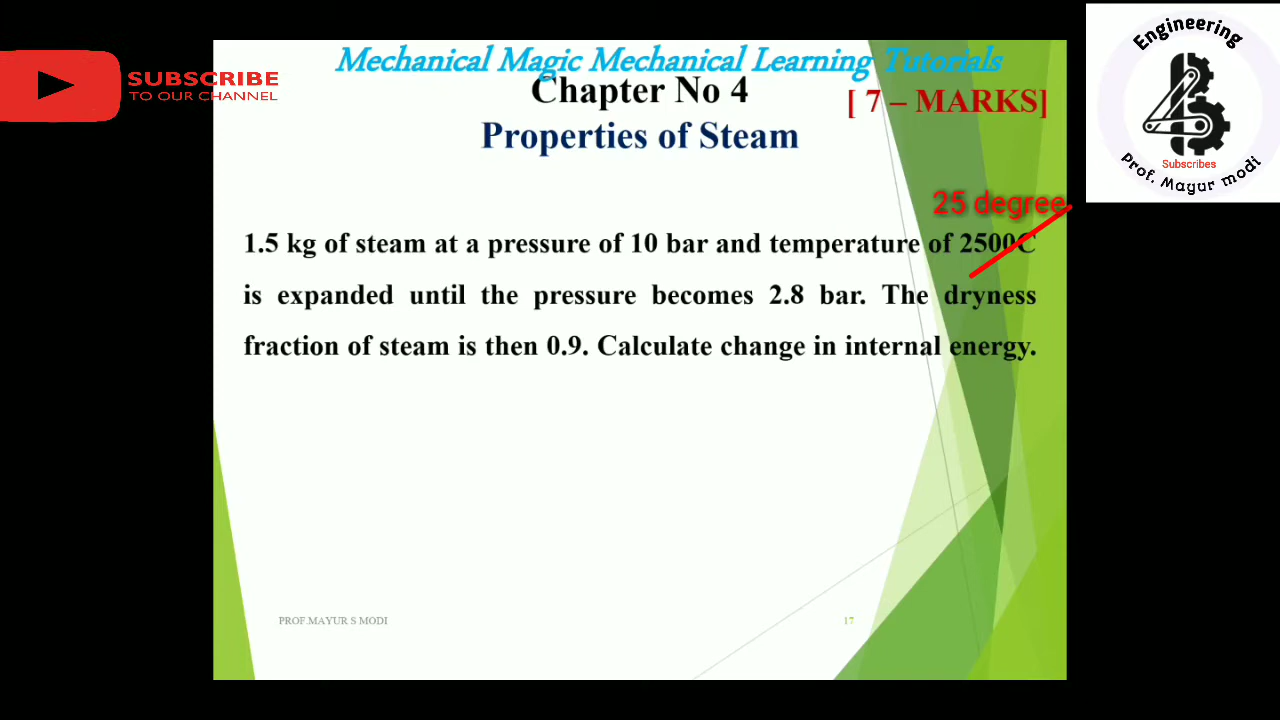 Mechanical Magic Mechanical Learning Tutorials
SUBSCRIBE
TO OUR CHANNEL
Chapter No 4
[ 7 – MARKS]
Properties of Steam
Engineering
Subscribes
Prof. Mayur modi
25 degree
1.5 kg of steam at a pressure of 10 bar and temperature of 2500C
is expanded until the pressure becomes 2.8 bar. The dryness
fraction of steam is then 0.9. Calculate change in internal energy.
PROF.MAYUR S MODI
17